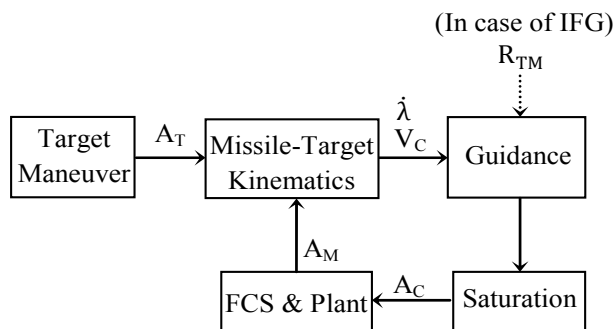 (In case of IFG)
R_TM
Target
Maneuver
A_T
Missile-Target
Kinematics
λ̇
V_C
Guidance
A_M
FCS & Plant
A_C
Saturation